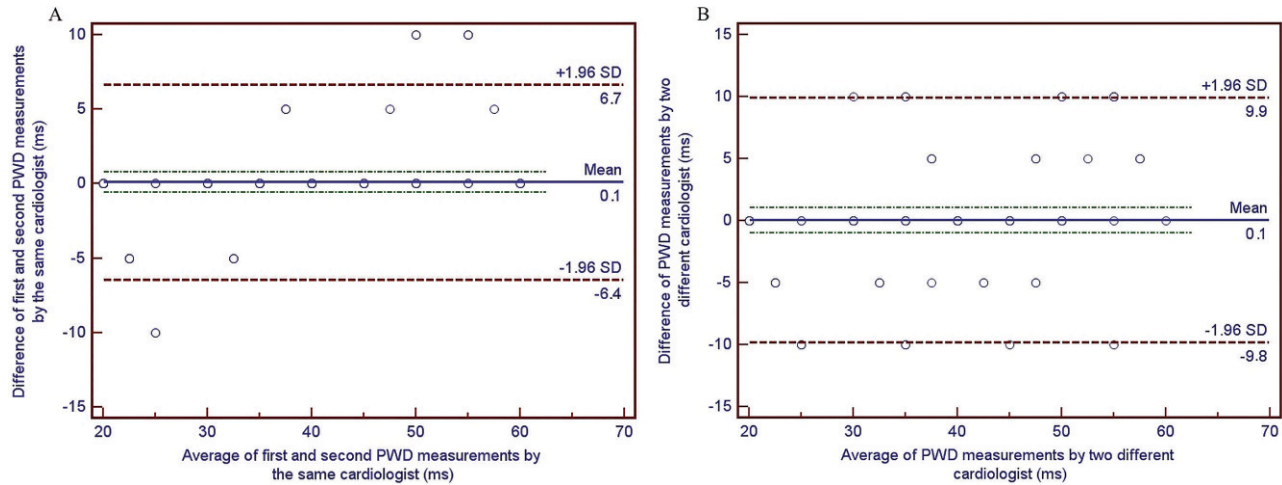 A
Difference of first and second PWD measurements
by the same cardiologist (ms)
10
5
0
-5
-10
-15
+1.96 SD
6.7
Mean
0.1
-1.96 SD
-6.4
20
30
40
50
60
70
Average of first and second PWD measurements by
the same cardiologist (ms)
B
Difference of PWD measurements by two
different cardiologist (ms)
15
10
5
0
-5
-10
-15
+1.96 SD
9.9
Mean
0.1
-1.96 SD
-9.8
20
30
40
50
60
70
Average of PWD measurements by two different
cardiologist (ms)